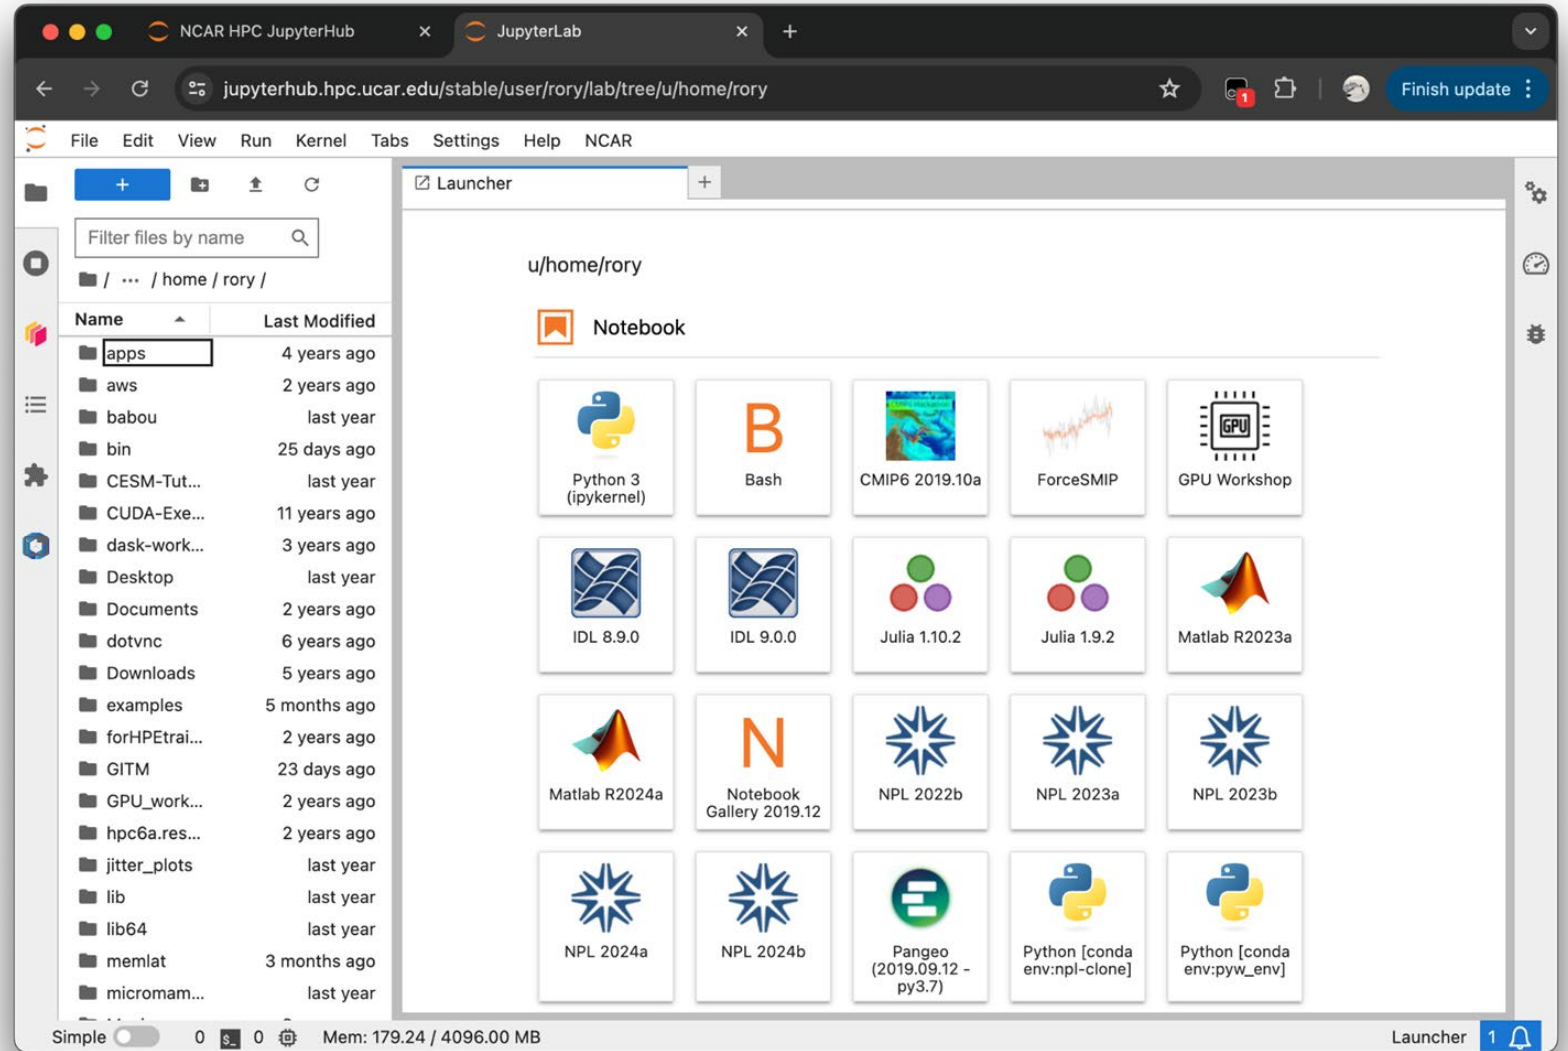 NCAR HPC JupyterHub
JupyterLab
jupyterhub.hpc.ucar.edu/stable/user/rory/lab/tree/u/home/rory
1
Finish update
File Edit View Run Kernel Tabs Settings Help NCAR
Filter files by name
/ ··· / home / rory /
Name Last Modified
apps 4 years ago
aws 2 years ago
babou last year
bin 25 days ago
CESM-Tut... last year
CUDA-Exe... 11 years ago
dask-work... 3 years ago
Desktop last year
Documents 2 years ago
dotvnc 6 years ago
Downloads 5 years ago
examples 5 months ago
forHPEtrai... 2 years ago
GITM 23 days ago
GPU_work... 2 years ago
hpc6a.res... 2 years ago
jitter_plots last year
lib last year
lib64 last year
memlat 3 months ago
micromam... last year
Launcher
u/home/rory
Notebook
Python 3
(ipykernel)
B
Bash
CMIP6 Hackathon
CMIP6 2019.10a
ForceSMIP
GPU
GPU Workshop
IDL 8.9.0
IDL 9.0.0
Julia 1.10.2
Julia 1.9.2
Matlab R2023a
Matlab R2024a
N
Notebook
Gallery 2019.12
NPL 2022b
NPL 2023a
NPL 2023b
NPL 2024a
NPL 2024b
Pangeo
(2019.09.12 -
py3.7)
Python [conda
env:npl-clone]
Python [conda
env:pyw_env]
Simple 0 $_ 0 Mem: 179.24 / 4096.00 MB
Launcher 1